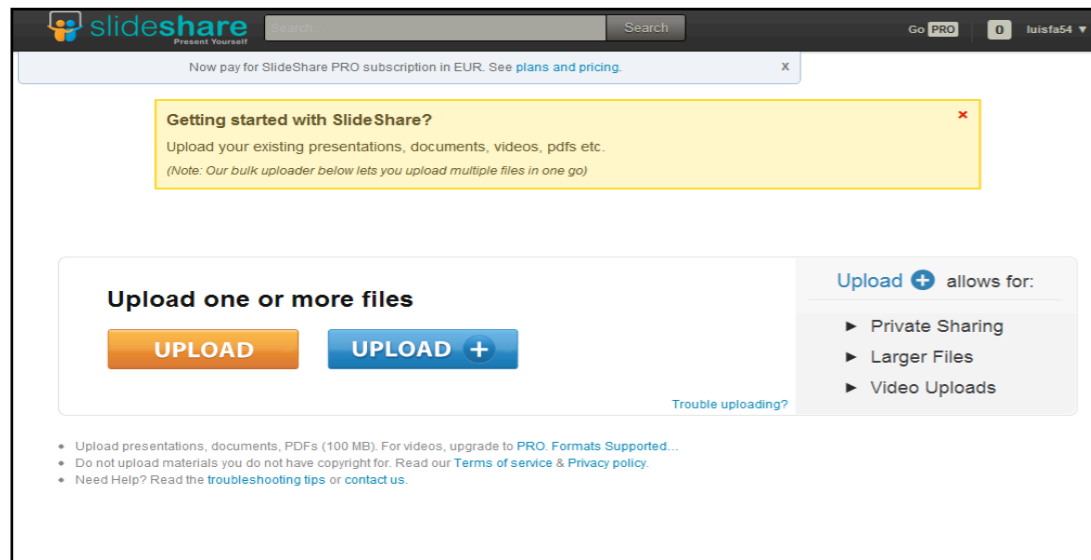 slideshare
Present Yourself
Search...
Search
Go PRO
0
luisfa54
Now pay for SlideShare PRO subscription in EUR. See plans and pricing.
x
Getting started with SlideShare?
Upload your existing presentations, documents, videos, pdfs etc.
(Note: Our bulk uploader below lets you upload multiple files in one go)
Upload one or more files
UPLOAD
UPLOAD +
Trouble uploading?
Upload + allows for:
Private Sharing
Larger Files
Video Uploads
Upload presentations, documents, PDFs (100 MB). For videos, upgrade to PRO. Formats Supported...
Do not upload materials you do not have copyright for. Read our Terms of service & Privacy policy.
Need Help? Read the troubleshooting tips or contact us.